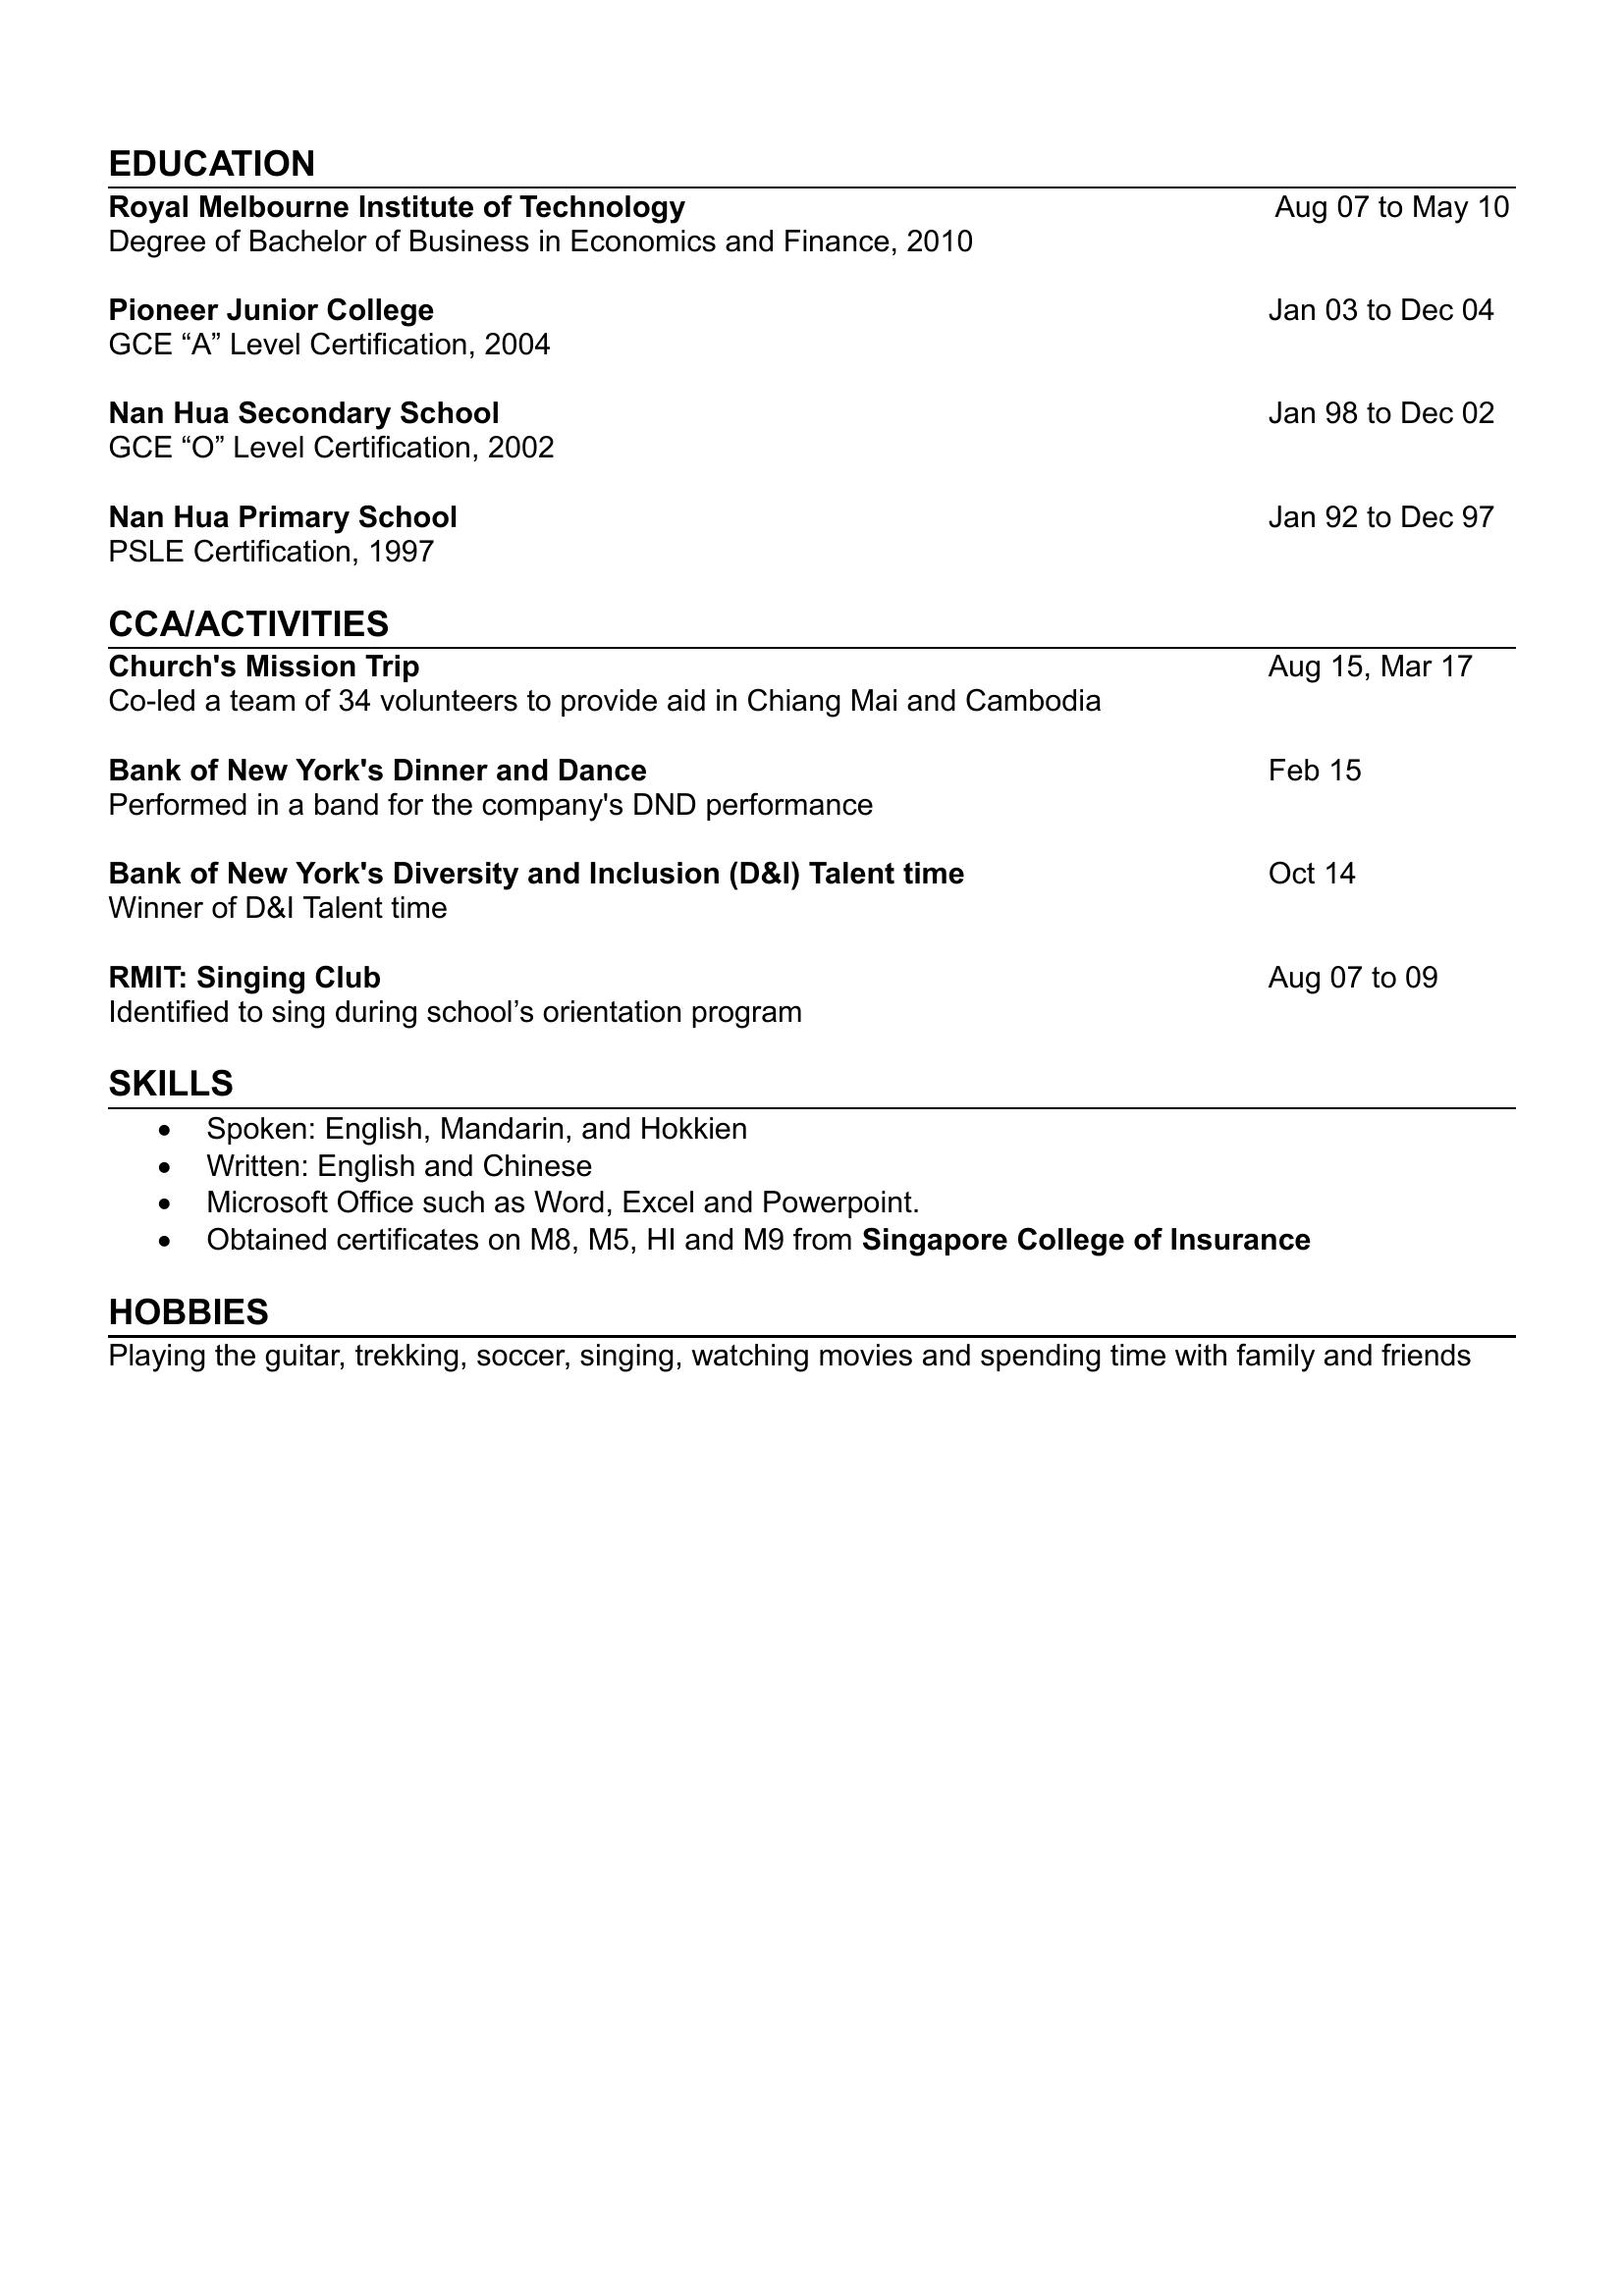 EDUCATION
Royal Melbourne Institute of Technology Aug 07 to May 10
Degree of Bachelor of Business in Economics and Finance, 2010
Pioneer Junior College Jan 03 to Dec 04
GCE “A” Level Certification, 2004
Nan Hua Secondary School Jan 98 to Dec 02
GCE “O” Level Certification, 2002
Nan Hua Primary School Jan 92 to Dec 97
PSLE Certification, 1997
CCA/ACTIVITIES
Church's Mission Trip Aug 15, Mar 17
Co-led a team of 34 volunteers to provide aid in Chiang Mai and Cambodia
Bank of New York's Dinner and Dance Feb 15
Performed in a band for the company's DND performance
Bank of New York's Diversity and Inclusion (D&I) Talent time Oct 14
Winner of D&I Talent time
RMIT: Singing Club Aug 07 to 09
Identified to sing during school’s orientation program
SKILLS
• Spoken: English, Mandarin, and Hokkien
• Written: English and Chinese
• Microsoft Office such as Word, Excel and Powerpoint.
• Obtained certificates on M8, M5, HI and M9 from Singapore College of Insurance
HOBBIES
Playing the guitar, trekking, soccer, singing, watching movies and spending time with family and friends